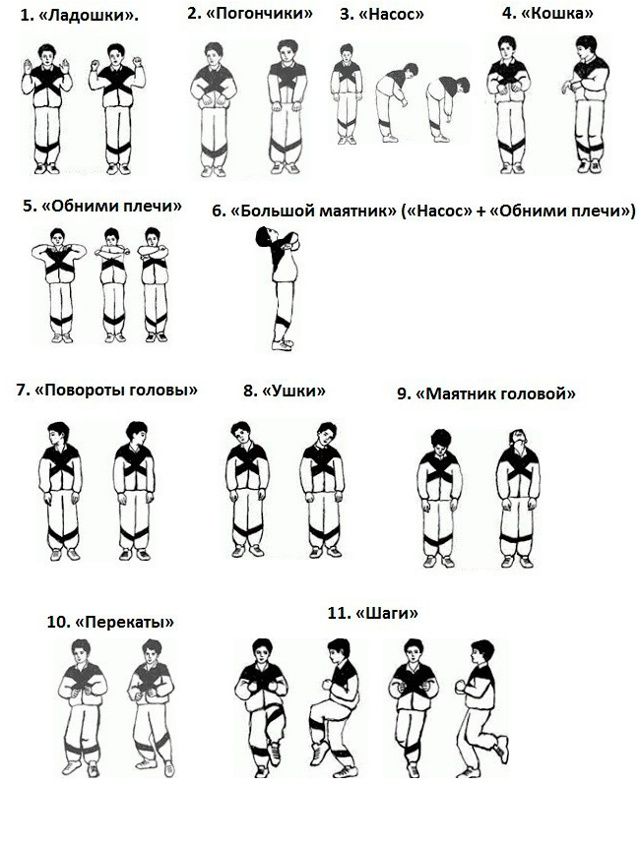 1. «Ладошки».
2. «Погончики»
3. «Насос»
4. «Кошка»
5. «Обними плечи»
6. «Большой маятник» («Насос» + «Обними плечи»)
7. «Повороты головы»
8. «Ушки»
9. «Маятник головой»
10. «Перекаты»
11. «Шаги»